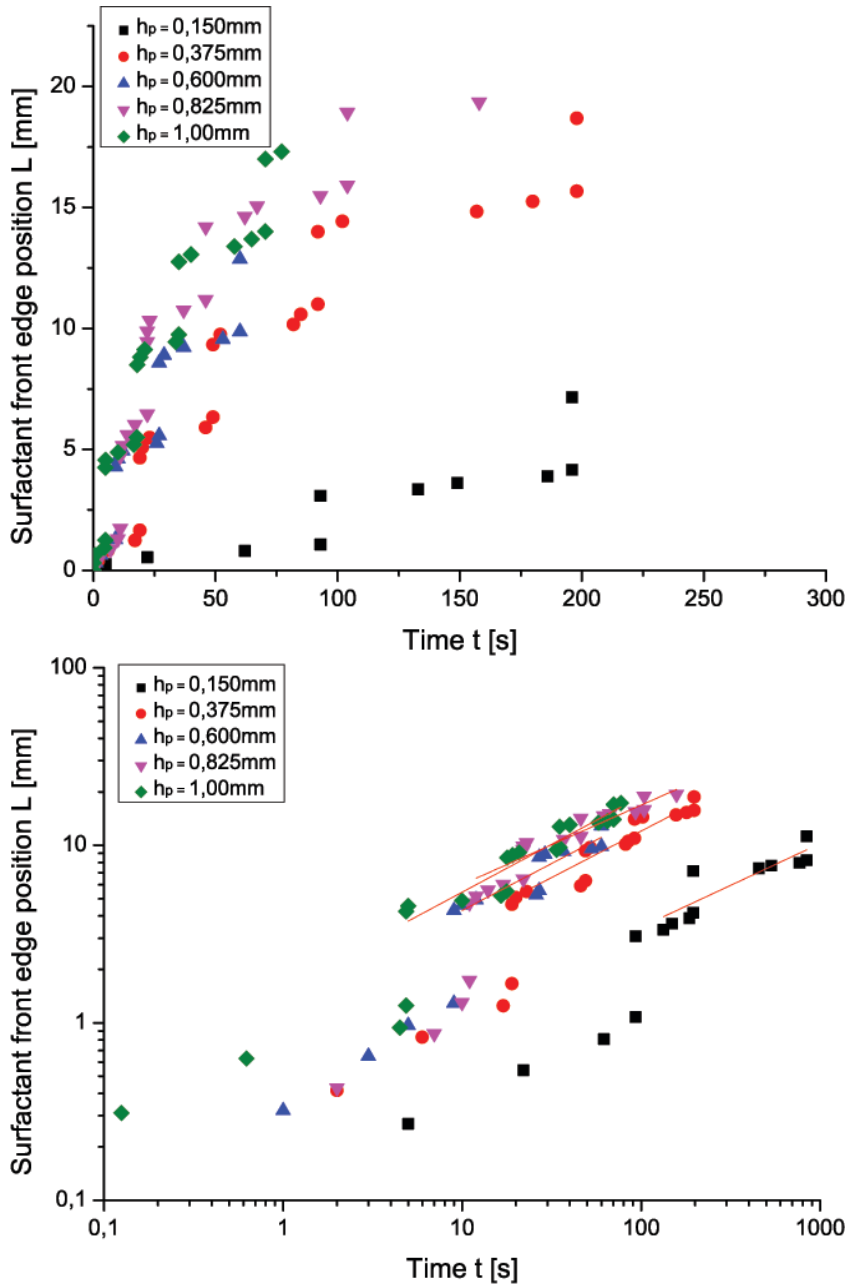 hp = 0,150mm
hp = 0,375mm
hp = 0,600mm
hp = 0,825mm
hp = 1,00mm
Surfactant front edge position L [mm]
20
15
10
5
0
0 50 100 150 200 250 300
Time t [s]
hp = 0,150mm
hp = 0,375mm
hp = 0,600mm
hp = 0,825mm
hp = 1,00mm
Surfactant front edge position L [mm]
100
10
1
0,1
0,1 1 10 100 1000
Time t [s]